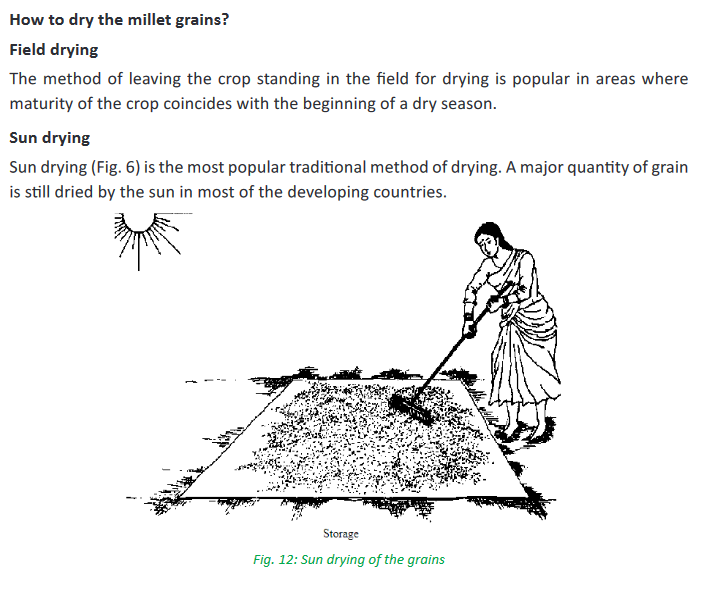 How to dry the millet grains?
Field drying
The method of leaving the crop standing in the field for drying is popular in areas where
maturity of the crop coincides with the beginning of a dry season.
Sun drying
Sun drying (Fig. 6) is the most popular traditional method of drying. A major quantity of grain
is still dried by the sun in most of the developing countries.
Storage
Fig. 12: Sun drying of the grains